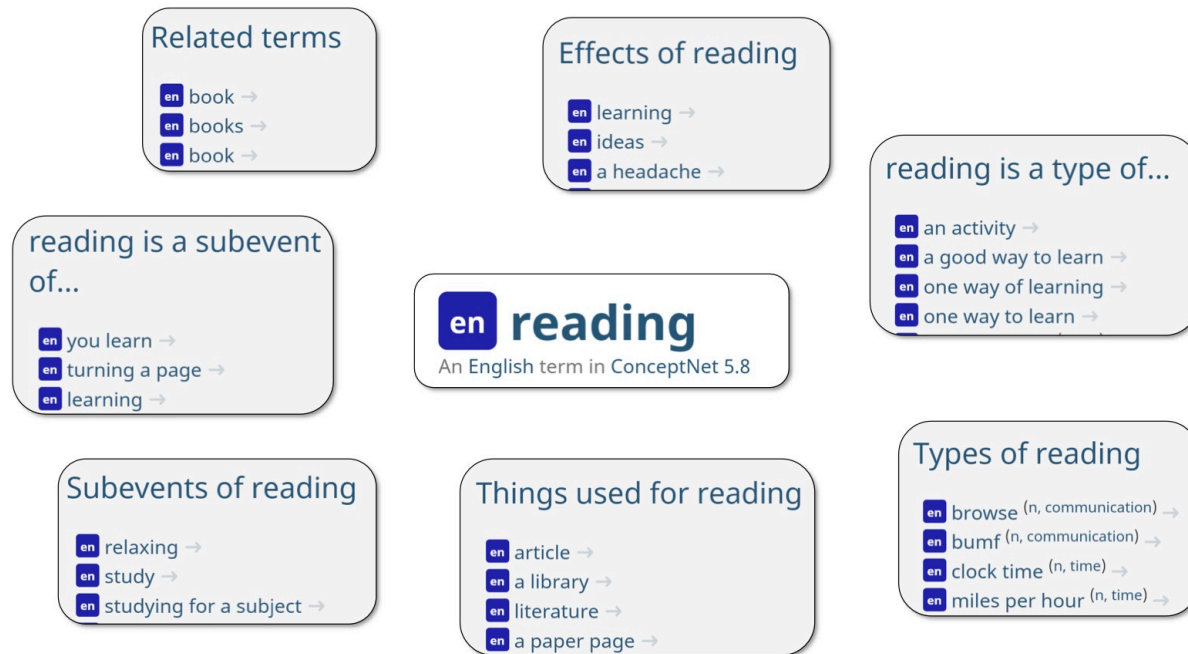 Related terms
en book →
en books →
en book →
Effects of reading
en learning →
en ideas →
en a headache →
reading is a type of...
en an activity →
en a good way to learn →
en one way of learning →
en one way to learn →
reading is a subevent
of...
en you learn →
en turning a page →
en learning →
en reading
An English term in ConceptNet 5.8
Subevents of reading
en relaxing →
en study →
en studying for a subject →
Things used for reading
en article →
en a library →
en literature →
en a paper page →
Types of reading
en browse (n, communication) →
en bumf (n, communication) →
en clock time (n, time) →
en miles per hour (n, time) →